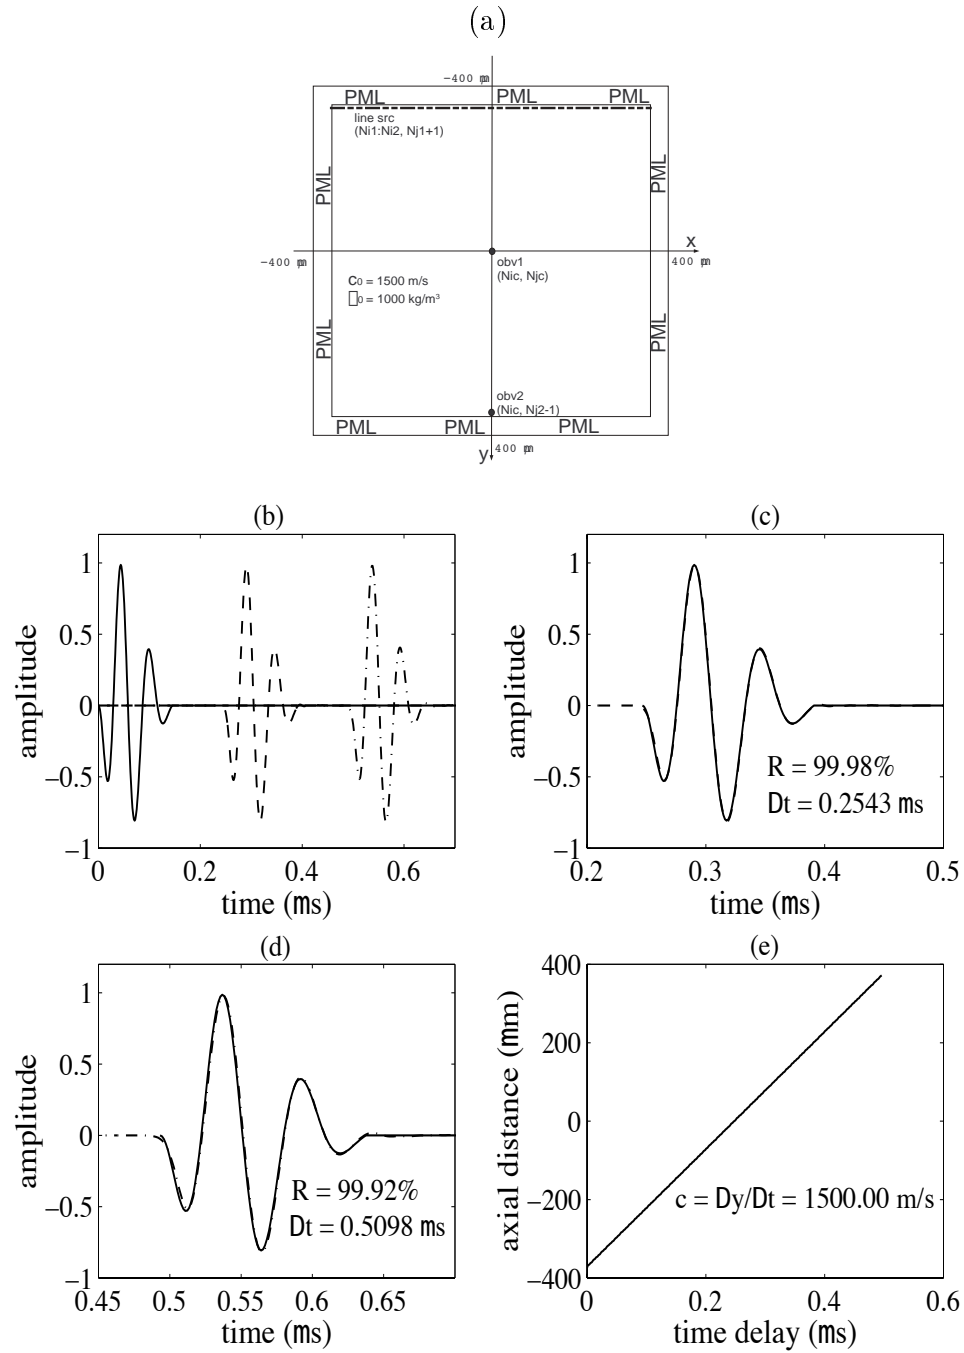 (a)
−400 µm
PML PML PML
line src
(Ni1:Ni2, Nj1+1)
PML PML
x
−400 µm
obv1
(Nic, Njc)
400 µm
c0 = 1500 m/s
□0 = 1000 kg/m³
PML PML
obv2
(Nic, Nj2-1)
PML PML PML
y
400 µm
(b)
1
0.5
0
−0.5
−1
amplitude
0 0.2 0.4 0.6
time (ms)
(c)
1
0.5
0
−0.5
−1
amplitude
R = 99.98%
Dt = 0.2543 ms
0.2 0.3 0.4 0.5
time (ms)
(d)
1
0.5
0
−0.5
−1
amplitude
R = 99.92%
Dt = 0.5098 ms
0.45 0.5 0.55 0.6 0.65
time (ms)
(e)
400
200
0
−200
−400
axial distance (mm)
c = Dy/Dt = 1500.00 m/s
0 0.2 0.4 0.6
time delay (ms)